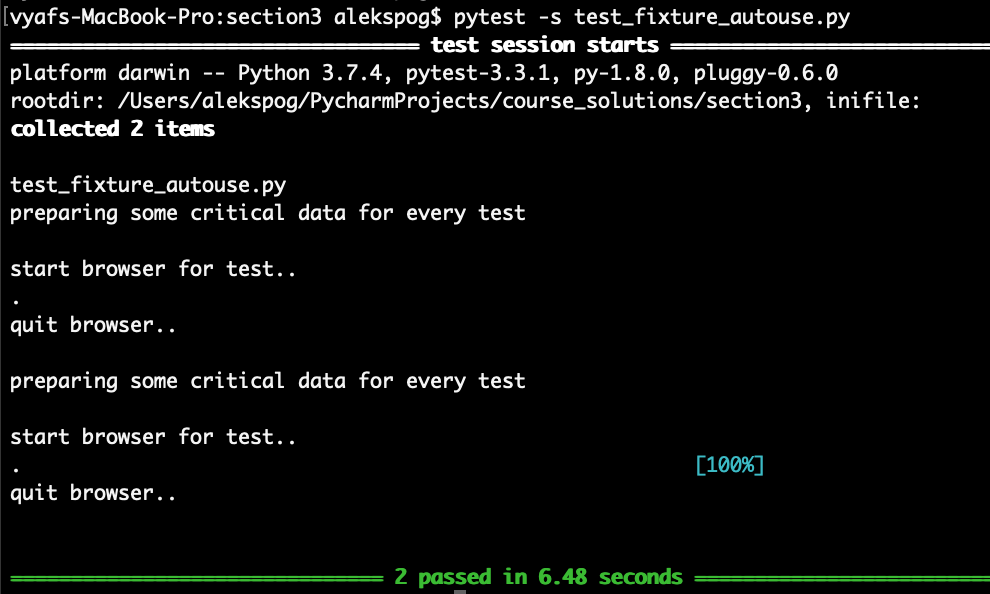 [vyafs-MacBook-Pro:section3 alekspog$ pytest -s test_fixture_autouse.py
test session starts
platform darwin -- Python 3.7.4, pytest-3.3.1, py-1.8.0, pluggy-0.6.0
rootdir: /Users/alekspog/PycharmProjects/course_solutions/section3, inifile:
collected 2 items
test_fixture_autouse.py
preparing some critical data for every test
start browser for test..
.
quit browser..
preparing some critical data for every test
start browser for test..
. [100%]
quit browser..
2 passed in 6.48 seconds